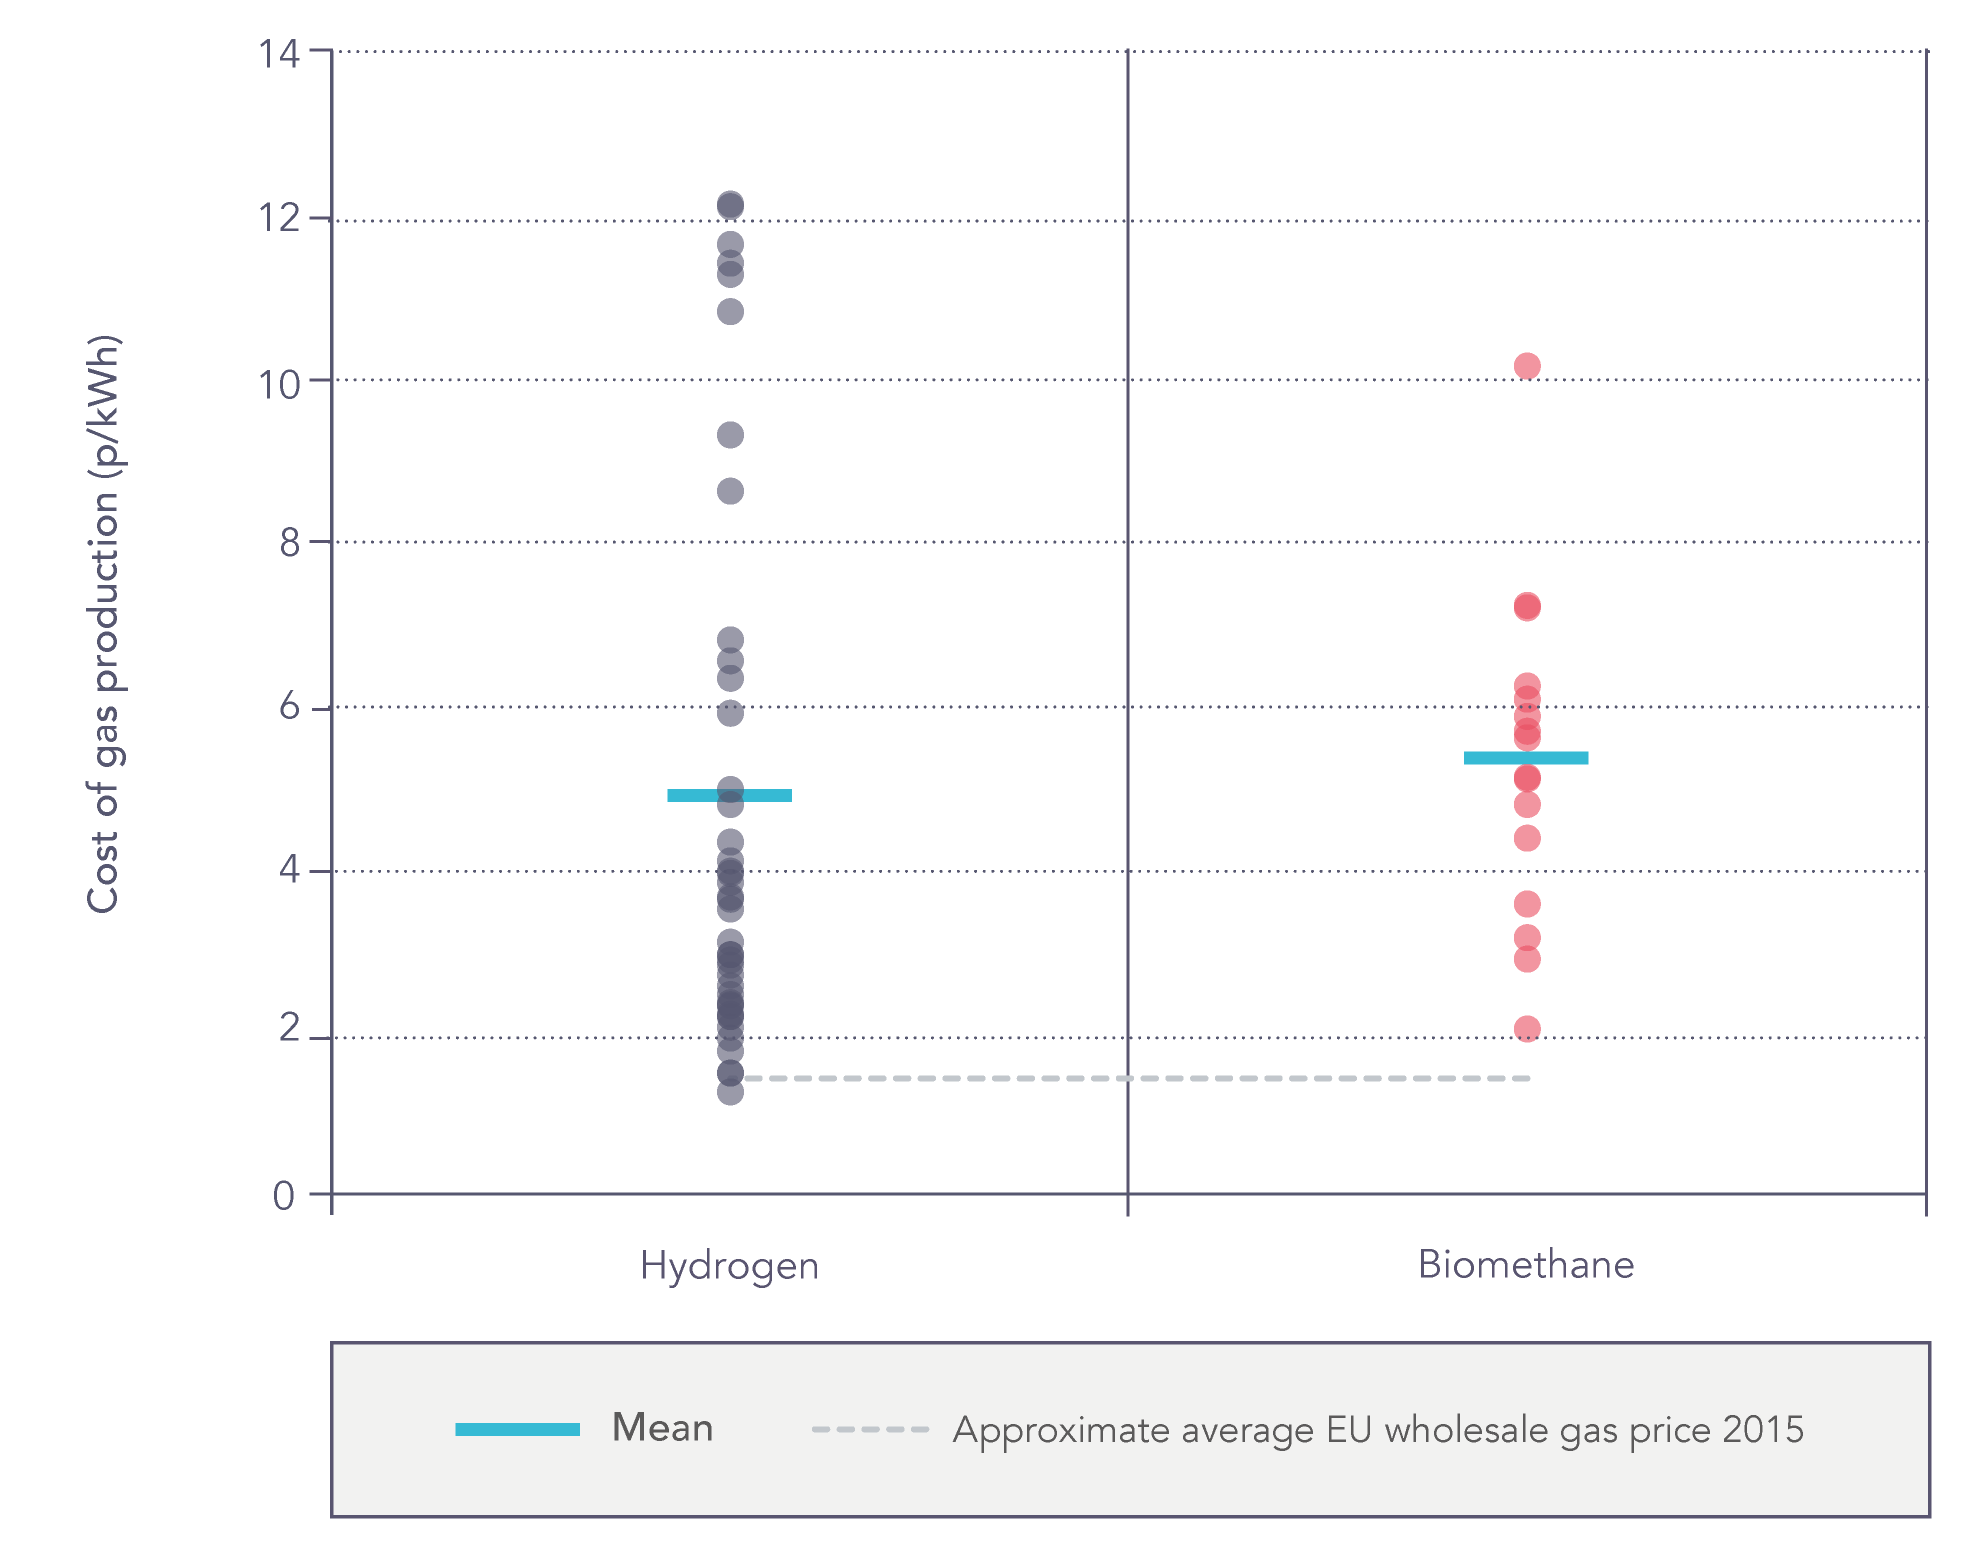 Cost of gas production (p/kWh)
14
12
10
8
6
4
2
0
Hydrogen
Biomethane
Mean
Approximate average EU wholesale gas price 2015